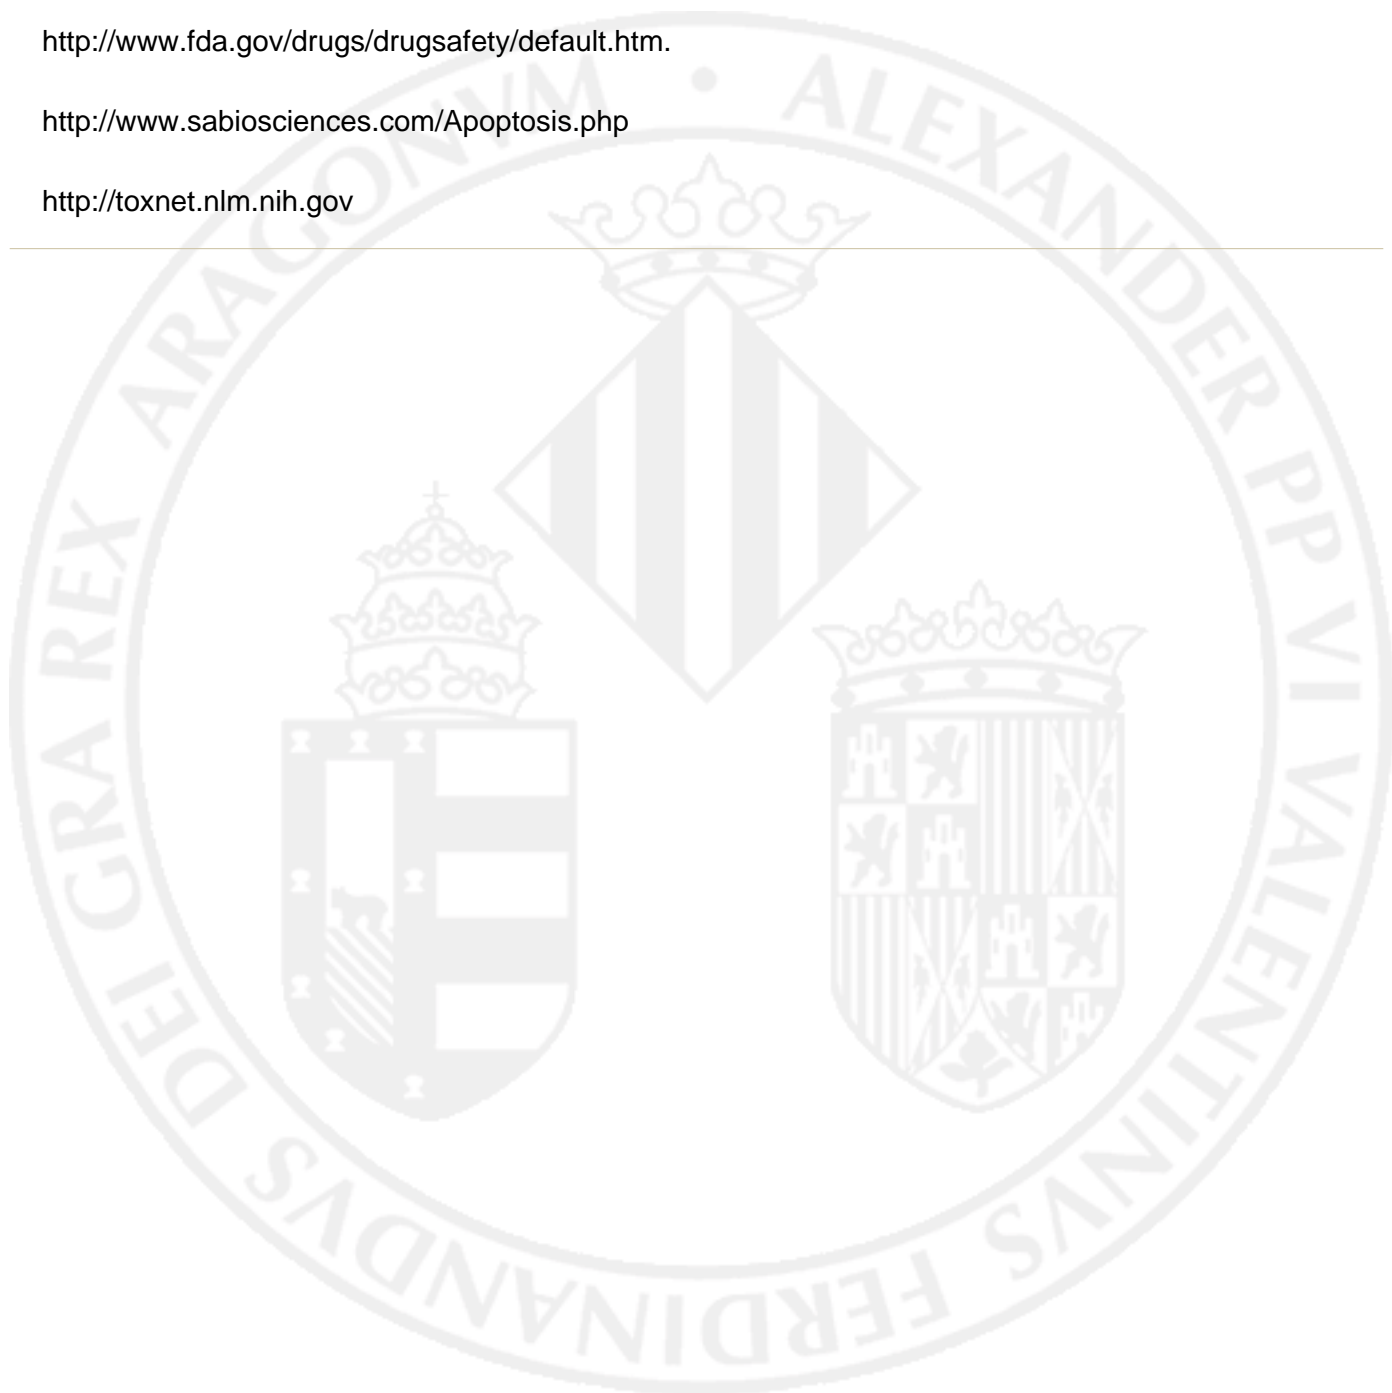 http://www.fda.gov/drugs/drugsafety/default.htm.
http://www.sabiosciences.com/Apoptosis.php
http://toxnet.nlm.nih.gov
ALEXANDER PP VI VALENTINVS FERDINANDVS DEI GRA REX ARAGONVM •